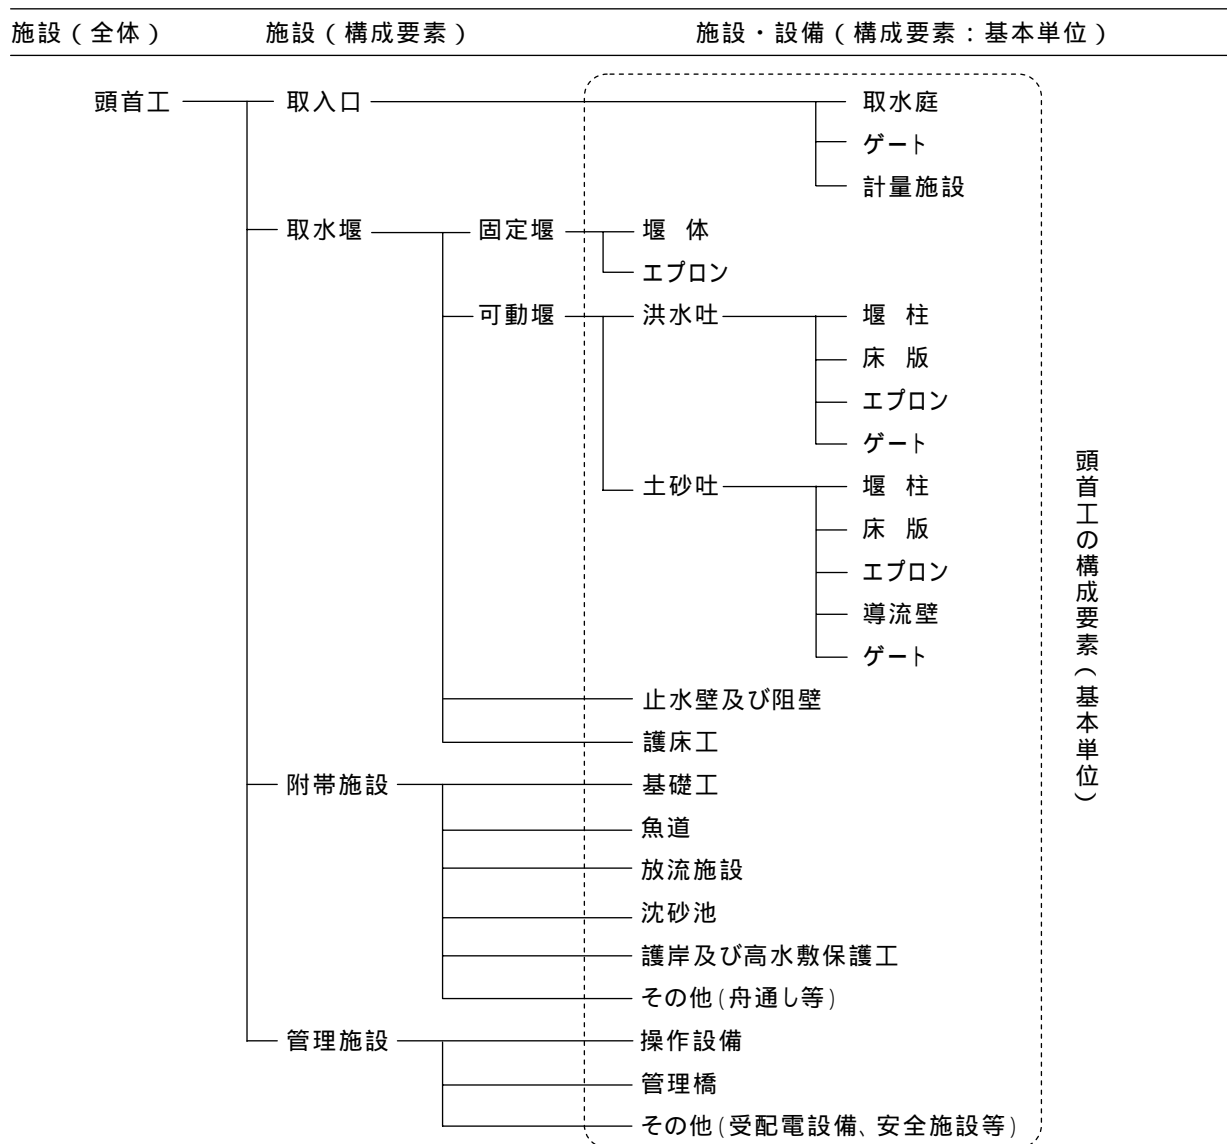 施設（全体） 施設（構成要素） 施設・設備（構成要素：基本単位）
頭首工 取入口 取水庭
ゲート
計量施設
取水堰 固定堰 堰 体
エプロン
可動堰 洪水吐 堰 柱
床 版
エプロン
ゲート
土砂吐 堰 柱
床 版
エプロン
導流壁
ゲート
止水壁及び阻壁
護床工
附帯施設 基礎工
魚道
放流施設
沈砂池
護岸及び高水敷保護工
その他（舟通し等）
管理施設 操作設備
管理橋
その他（受配電設備、安全施設等）
頭首工の構成要素（基本単位）